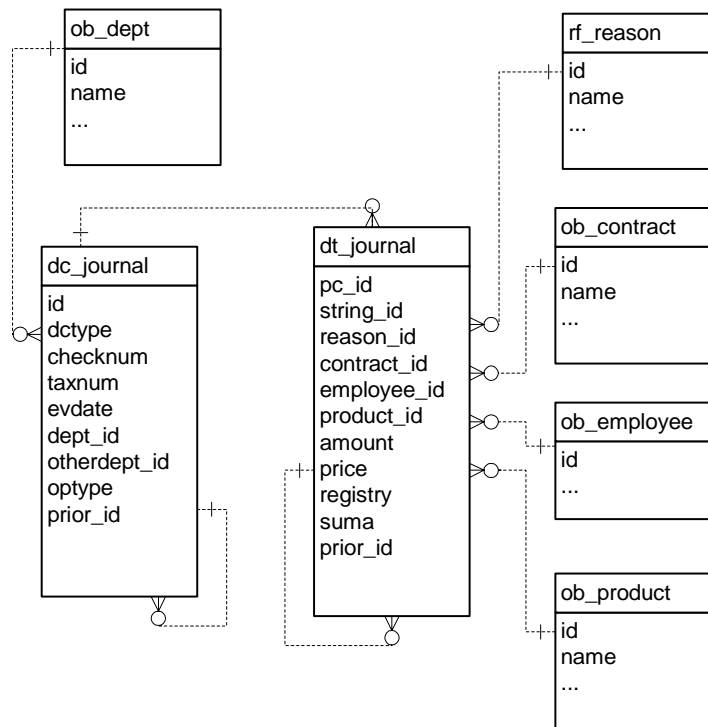 ob_dept
id
name
...
rf_reason
id
name
...
dc_journal
id
dctype
checknum
taxnum
evdate
dept_id
otherdept_id
optype
prior_id
dt_journal
pc_id
string_id
reason_id
contract_id
employee_id
product_id
amount
price
registry
suma
prior_id
ob_contract
id
name
...
ob_employee
id
...
ob_product
id
name
...